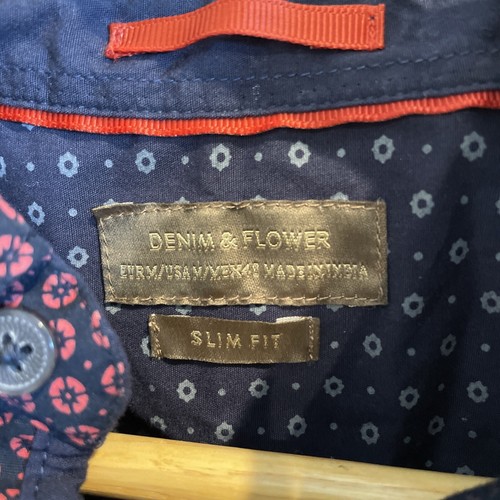 DENIM & FLOWER
EUR M/USA M/MEX 40 MADE IN INDIA
SLIM FIT